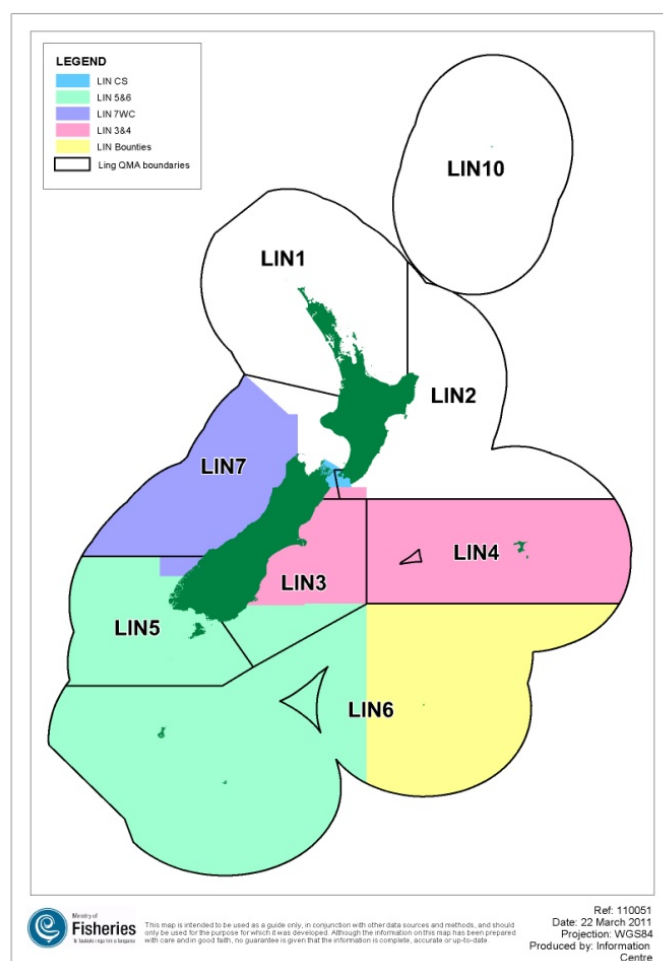 LEGEND
LIN CS
LIN 5&6
LIN 7WC
LIN 3&4
LIN Bounties
Ling QMA boundaries
LIN10
LIN1
LIN2
LIN7
LIN4
LIN3
LIN5
LIN6
Ministry of
Fisheries
This map is intended to be used as a guide only, in conjunction with other data sources and methods, and should
only be used for the purpose for which it was developed. Although the information on this map has been prepared
with care and in good faith, no guarantee is given that the information is complete, accurate or up-to-date
Ref: 110051
Date: 22 March 2011
Projection: WGS84
Produced by: Information
Centre